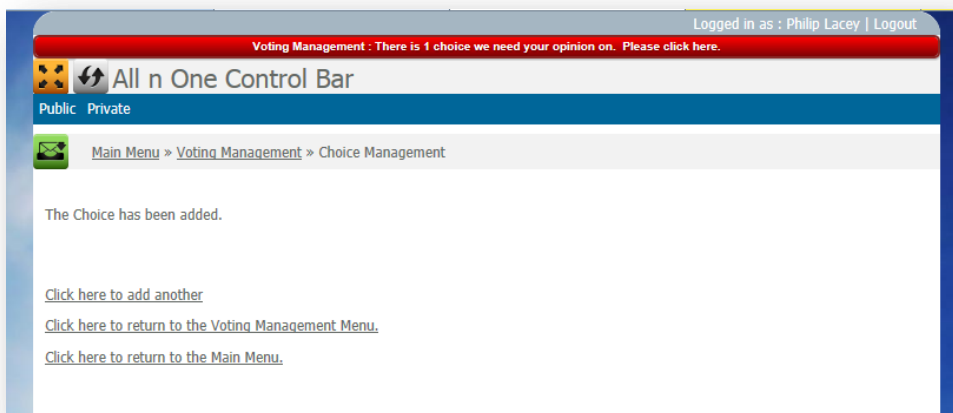 Logged in as : Philip Lacey | Logout
Voting Management : There is 1 choice we need your opinion on. Please click here.
All n One Control Bar
Public Private
Main Menu » Voting Management » Choice Management
The Choice has been added.
Click here to add another
Click here to return to the Voting Management Menu.
Click here to return to the Main Menu.